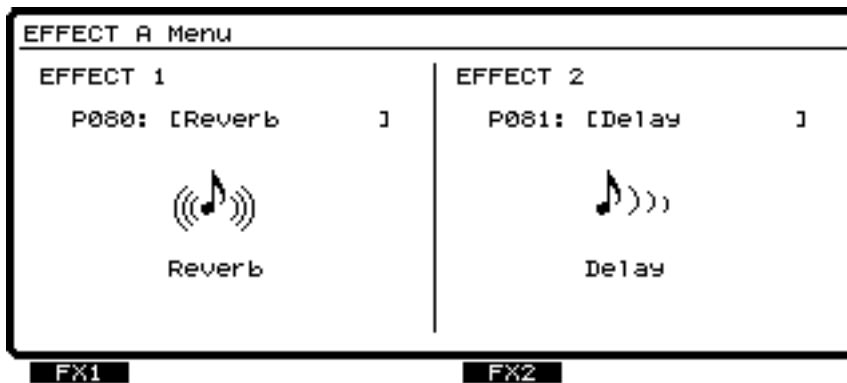 EFFECT A Menu
EFFECT 1
P080: [Reverb ]
Reverb
EFFECT 2
P081: [Delay ]
Delay
FX1
FX2